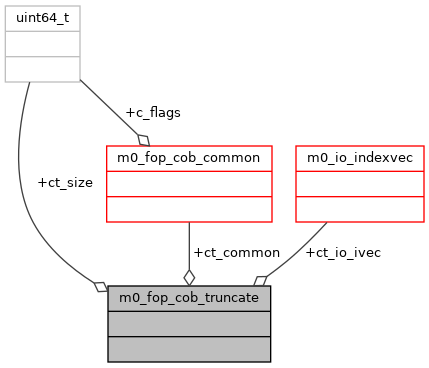 uint64_t
+c_flags
m0_fop_cob_common
m0_io_indexvec
+ct_size
+ct_common
+ct_io_ivec
m0_fop_cob_truncate